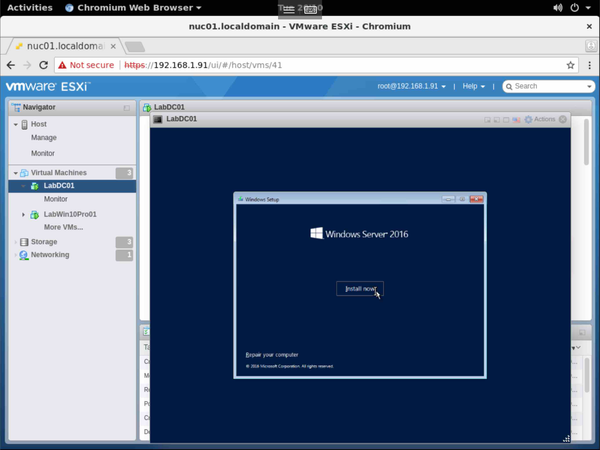 Activities Chromium Web Browser
nuc01.localdomain - VMware ESXi - Chromium
nuc01.localdoma
Not secure https://192.168.1.91/ui/#/host/vms/41
vmware ESXi root@192.168.1.91 Help Search
Navigator
LabDC01
Host
Manage
Monitor
Virtual Machines 3
LabDC01
Monitor
LabWin10Pro01
More VMs...
Storage 3
Networking 1
LabDC01
Actions
Windows Setup
Windows Server 2016
Install now
Repair your computer
© 2016 Microsoft Corporation. All rights reserved.